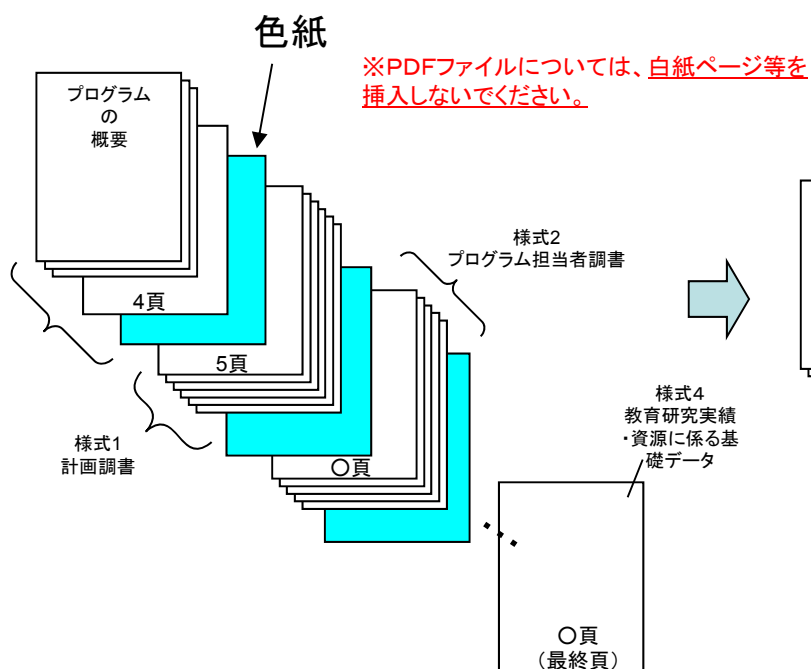 色紙
※PDFファイルについては、白紙ページ等を
挿入しないでください。
プログラム
の
概要
様式2
プログラム担当者調書
4頁
5頁
様式1
計画調書
〇頁
様式4
教育研究実績
・資源に係る基
礎データ
〇頁
(最終頁)